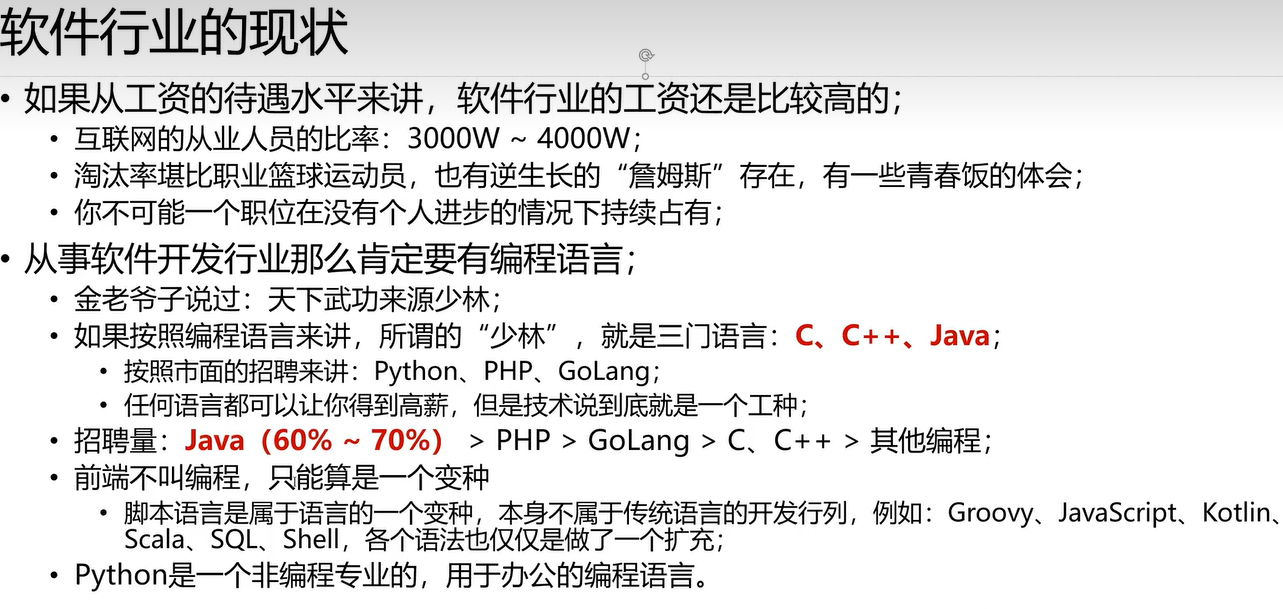 软件行业的现状
• 如果从工资的待遇水平来讲，软件行业的工资还是比较高的；
• 互联网的从业人员的比率：3000W ~ 4000W；
• 淘汰率堪比职业篮球运动员，也有逆生长的“詹姆斯”存在，有一些青春饭的体会；
• 你不可能一个职位在没有个人进步的情况下持续占有；
• 从事软件开发行业那么肯定要有编程语言；
• 金老爷子说过：天下武功来源少林；
• 如果按照编程语言来讲，所谓的“少林”，就是三门语言：C、C++、Java；
• 按照市面的招聘来讲：Python、PHP、GoLang；
• 任何语言都可以让你得到高薪，但是技术说到底就是一个工种；
• 招聘量：Java（60% ~ 70%） > PHP > GoLang > C、C++ > 其他编程；
• 前端不叫编程，只能算是一个变种
• 脚本语言是属于语言的一个变种，本身不属于传统语言的开发行列，例如：Groovy、JavaScript、Kotlin、
Scala、SQL、Shell，各个语法也仅仅是做了一个扩充；
• Python是一个非编程专业的，用于办公的编程语言。